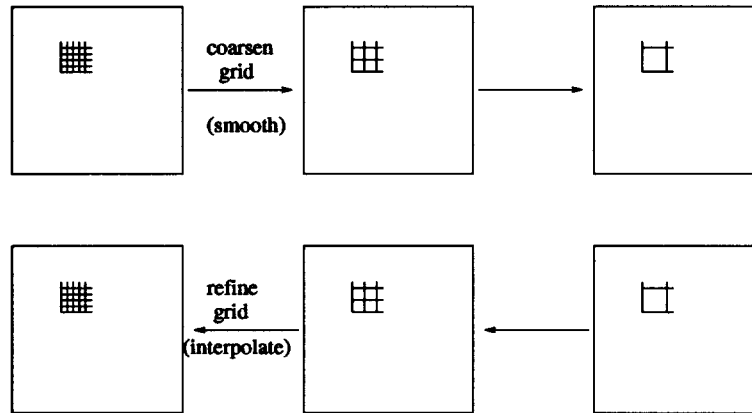 coarsen
grid
(smooth)
refine
grid
(interpolate)